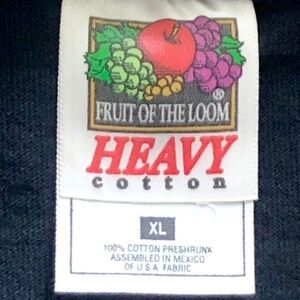 FRUIT OF THE LOOM
®
HEAVY
cotton
XL
100% COTTON PRESHRUNK
ASSEMBLED IN MEXICO
OF U S A FABRIC